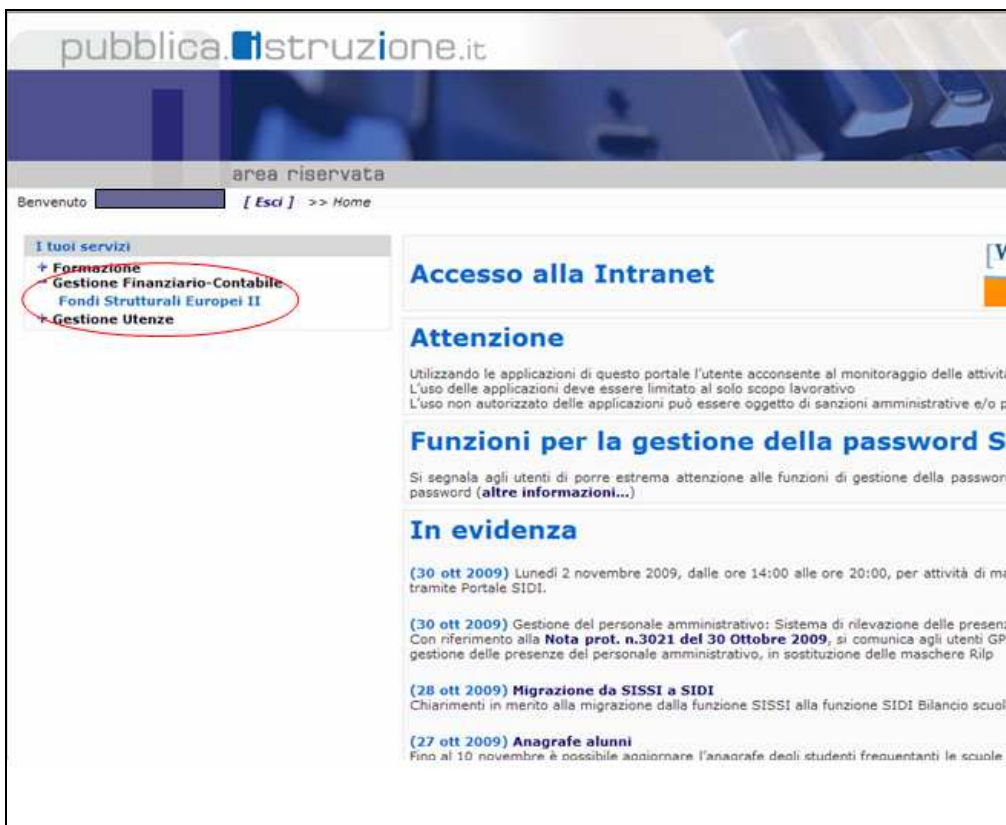 pubblica.istruzione.it
area riservata
Benvenuto [ Esci ] >> Home
I tuoi servizi
+ Formazione
- Gestione Finanziario-Contabile
Fondi Strutturali Europei II
+ Gestione Utenze
Accesso alla Intranet
Attenzione
Utilizzando le applicazioni di questo portale l'utente acconsente al monitoraggio delle
L'uso delle applicazioni deve essere limitato al solo scopo lavorativo
L'uso non autorizzato delle applicazioni può essere oggetto di sanzioni amministrative e/o
Funzioni per la gestione della password
Si segnala agli utenti di porre estrema attenzione alle funzioni di gestione della
password (altre informazioni...)
In evidenza
(30 ott 2009) Lunedì 2 novembre 2009, dalle ore 14:00 alle ore 20:00, per attività di
tramite Portale SIDI.
(30 ott 2009) Gestione del personale amministrativo: Sistema di rilevazione delle
Con riferimento alla Nota prot. n.3021 del 30 Ottobre 2009, si comunica agli utenti
gestione delle presenze del personale amministrativo, in sostituzione delle maschere Rilp
(28 ott 2009) Migrazione da SISSI a SIDI
Chiarimenti in merito alla migrazione dalla funzione SISSI alla funzione SIDI Bilancio
(27 ott 2009) Anagrafe alunni
Fino al 10 novembre è possibile aggiornare l'anagrafe degli studenti frequentanti le scuole